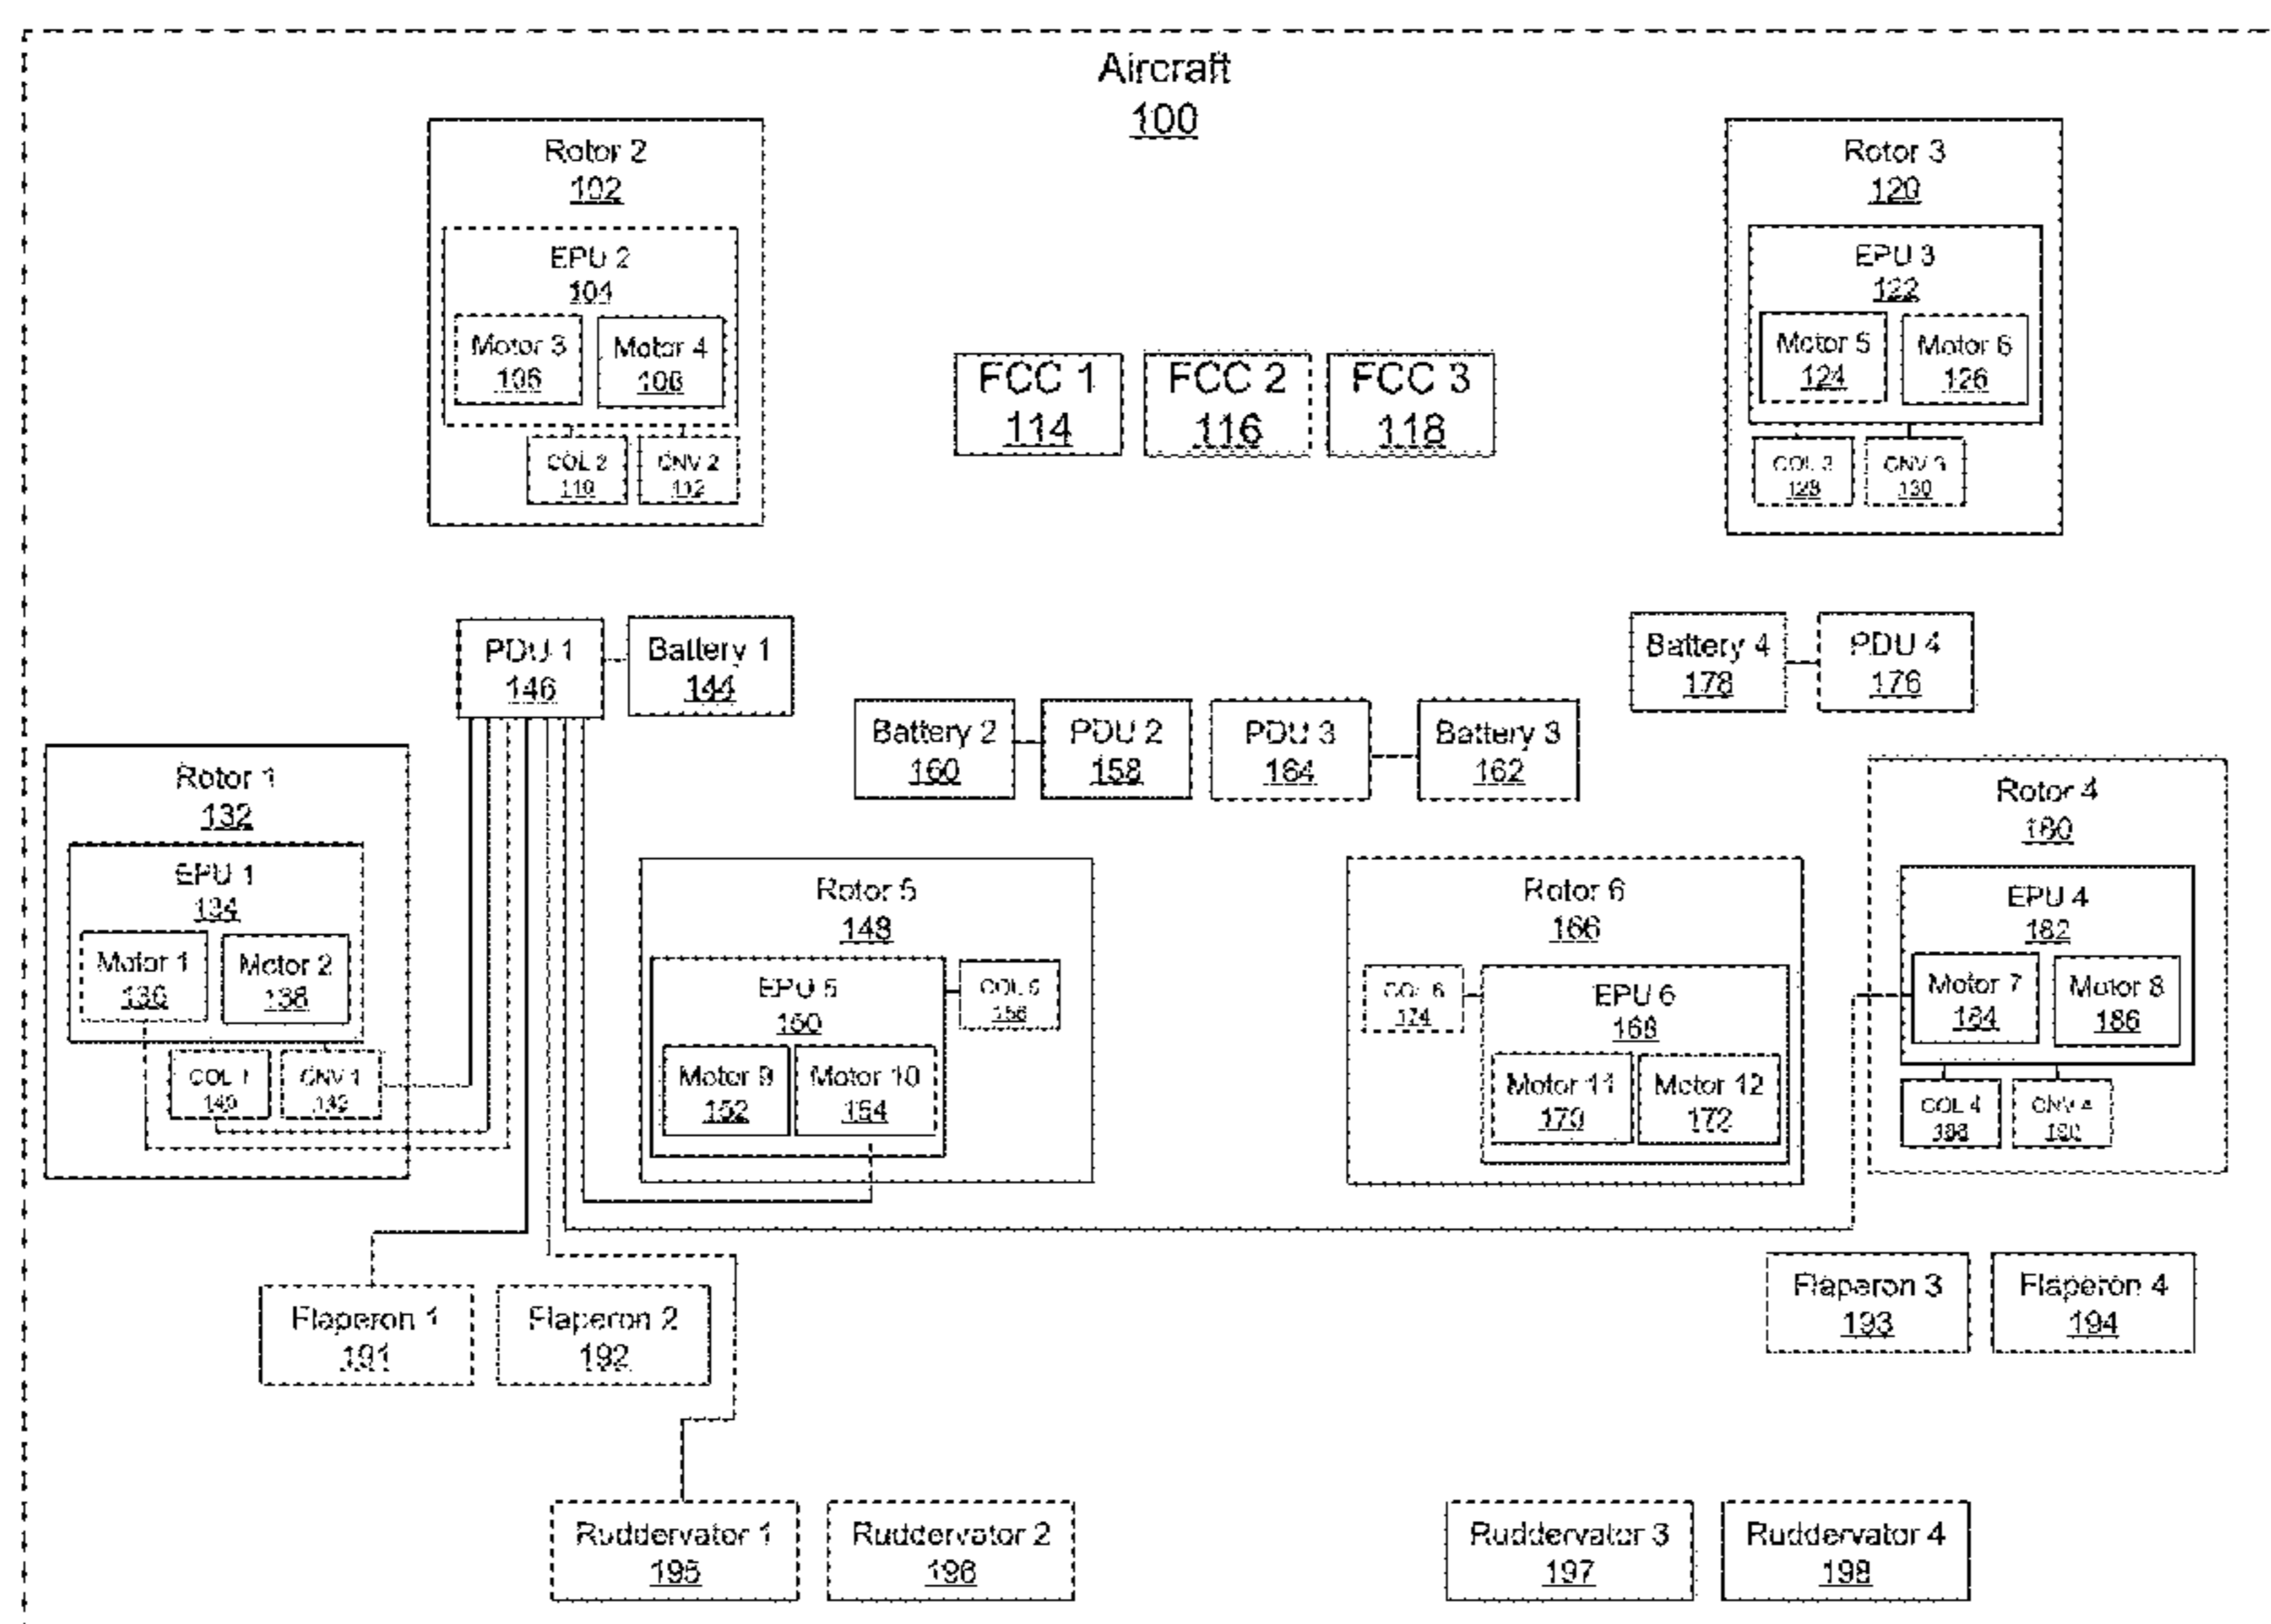 Aircraft
100
Rotor 2
102
EPU 2
104
Motor 3
106
Motor 4
108
COL 2
110
CNV 2
112
FCC 1
114
FCC 2
116
FCC 3
118
Rotor 3
120
EPU 3
122
Motor 5
124
Motor 6
126
COL 3
128
CNV 3
130
PDU 1
146
Battery 1
144
Battery 2
160
PDU 2
158
PDU 3
164
Battery 3
162
Battery 4
178
PDU 4
176
Rotor 1
132
EPU 1
134
Motor 1
136
Motor 2
138
COL 1
140
CNV 1
142
Rotor 5
148
EPU 5
150
Motor 9
152
Motor 10
154
COL 5
156
Rotor 6
166
COL 6
174
EPU 6
168
Motor 11
170
Motor 12
172
Rotor 4
180
EPU 4
182
Motor 7
184
Motor 8
186
COL 4
188
CNV 4
190
Flaperon 1
191
Flaperon 2
192
Flaperon 3
193
Flaperon 4
194
Ruddervator 1
195
Ruddervator 2
196
Ruddervator 3
197
Ruddervator 4
198